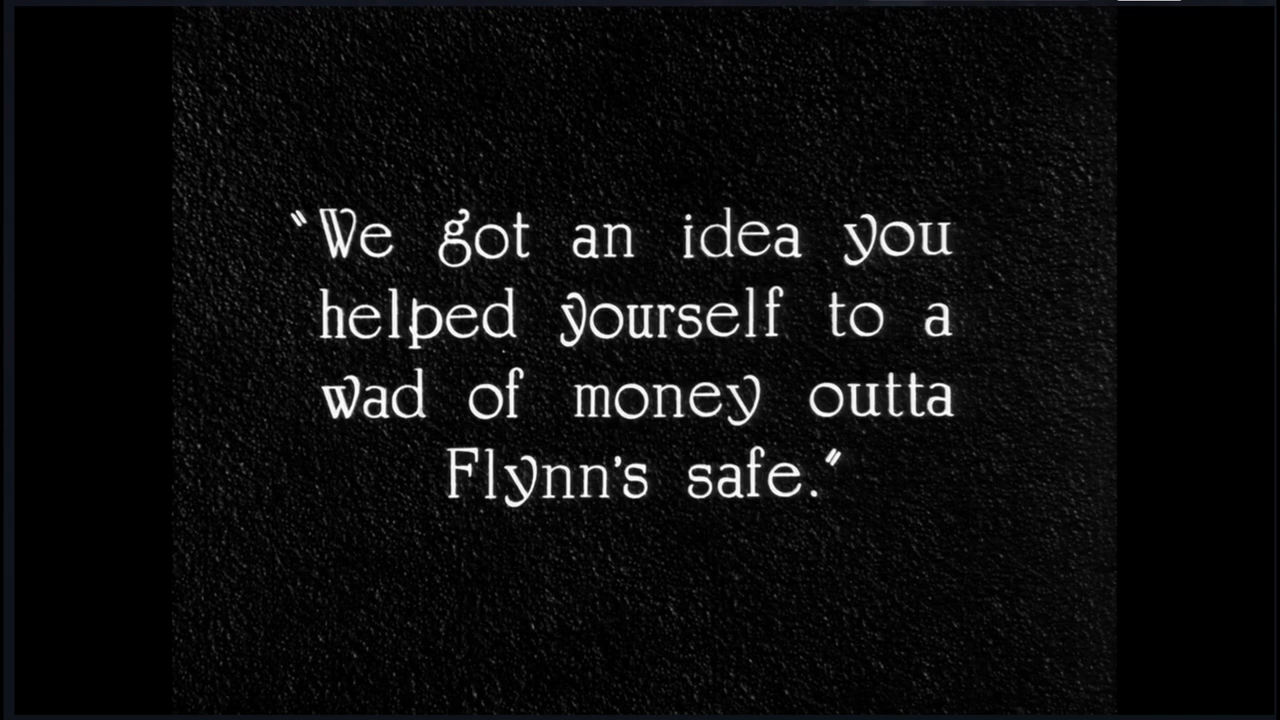 "We got an idea you
helped yourself to a
wad of money outta
Flynn's safe."